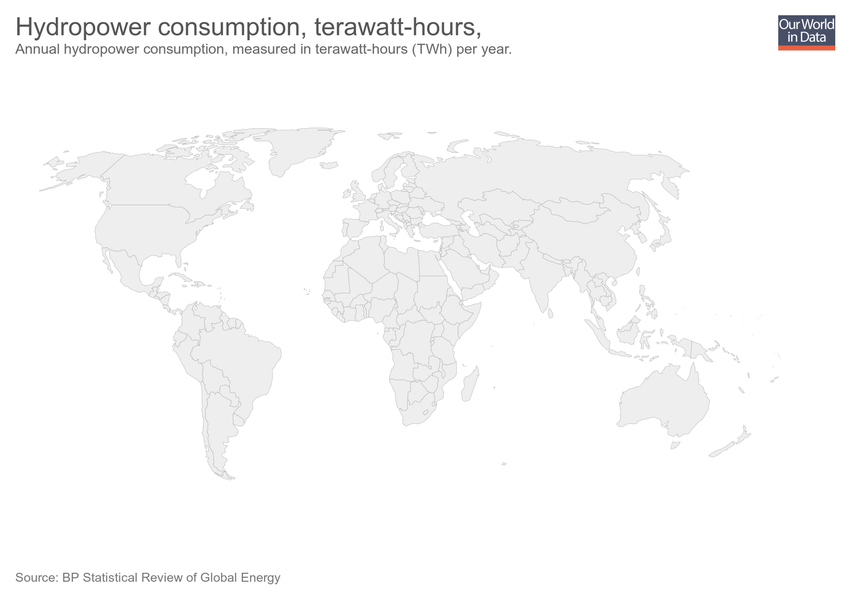 Hydropower consumption, terawatt-hours,
Annual hydropower consumption, measured in terawatt-hours (TWh) per year.
Our World
in Data
Source: BP Statistical Review of Global Energy